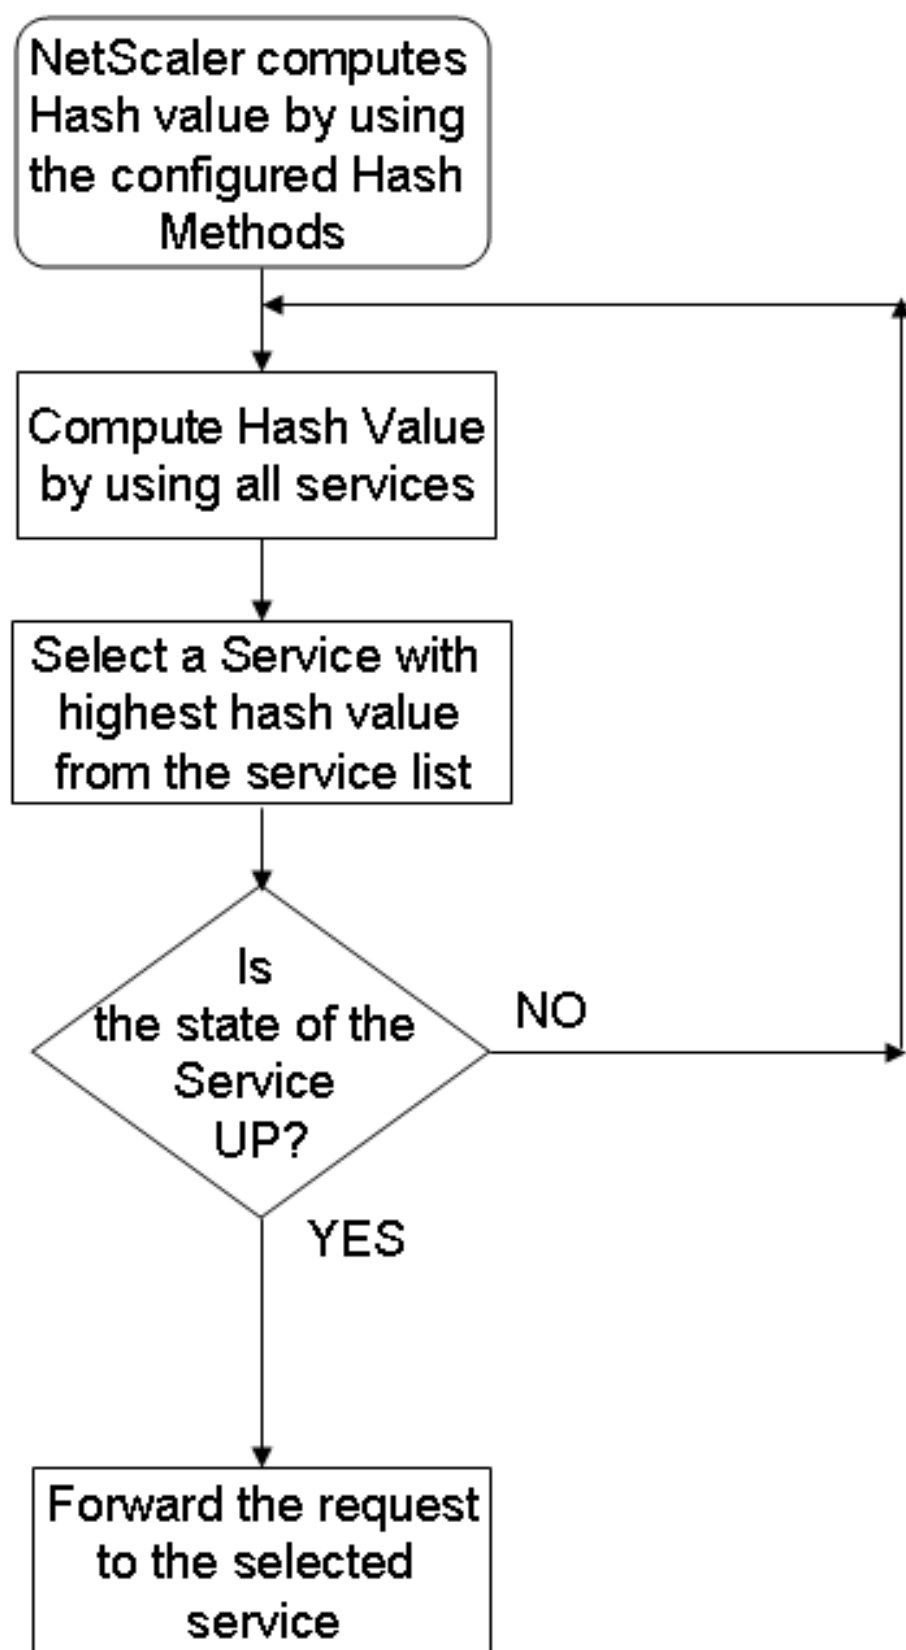 NetScaler computes
Hash value by using
the configured Hash
Methods
Compute Hash Value
by using all services
Select a Service with
highest hash value
from the service list
Is
the state of the
Service
UP?
NO
YES
Forward the request
to the selected
service